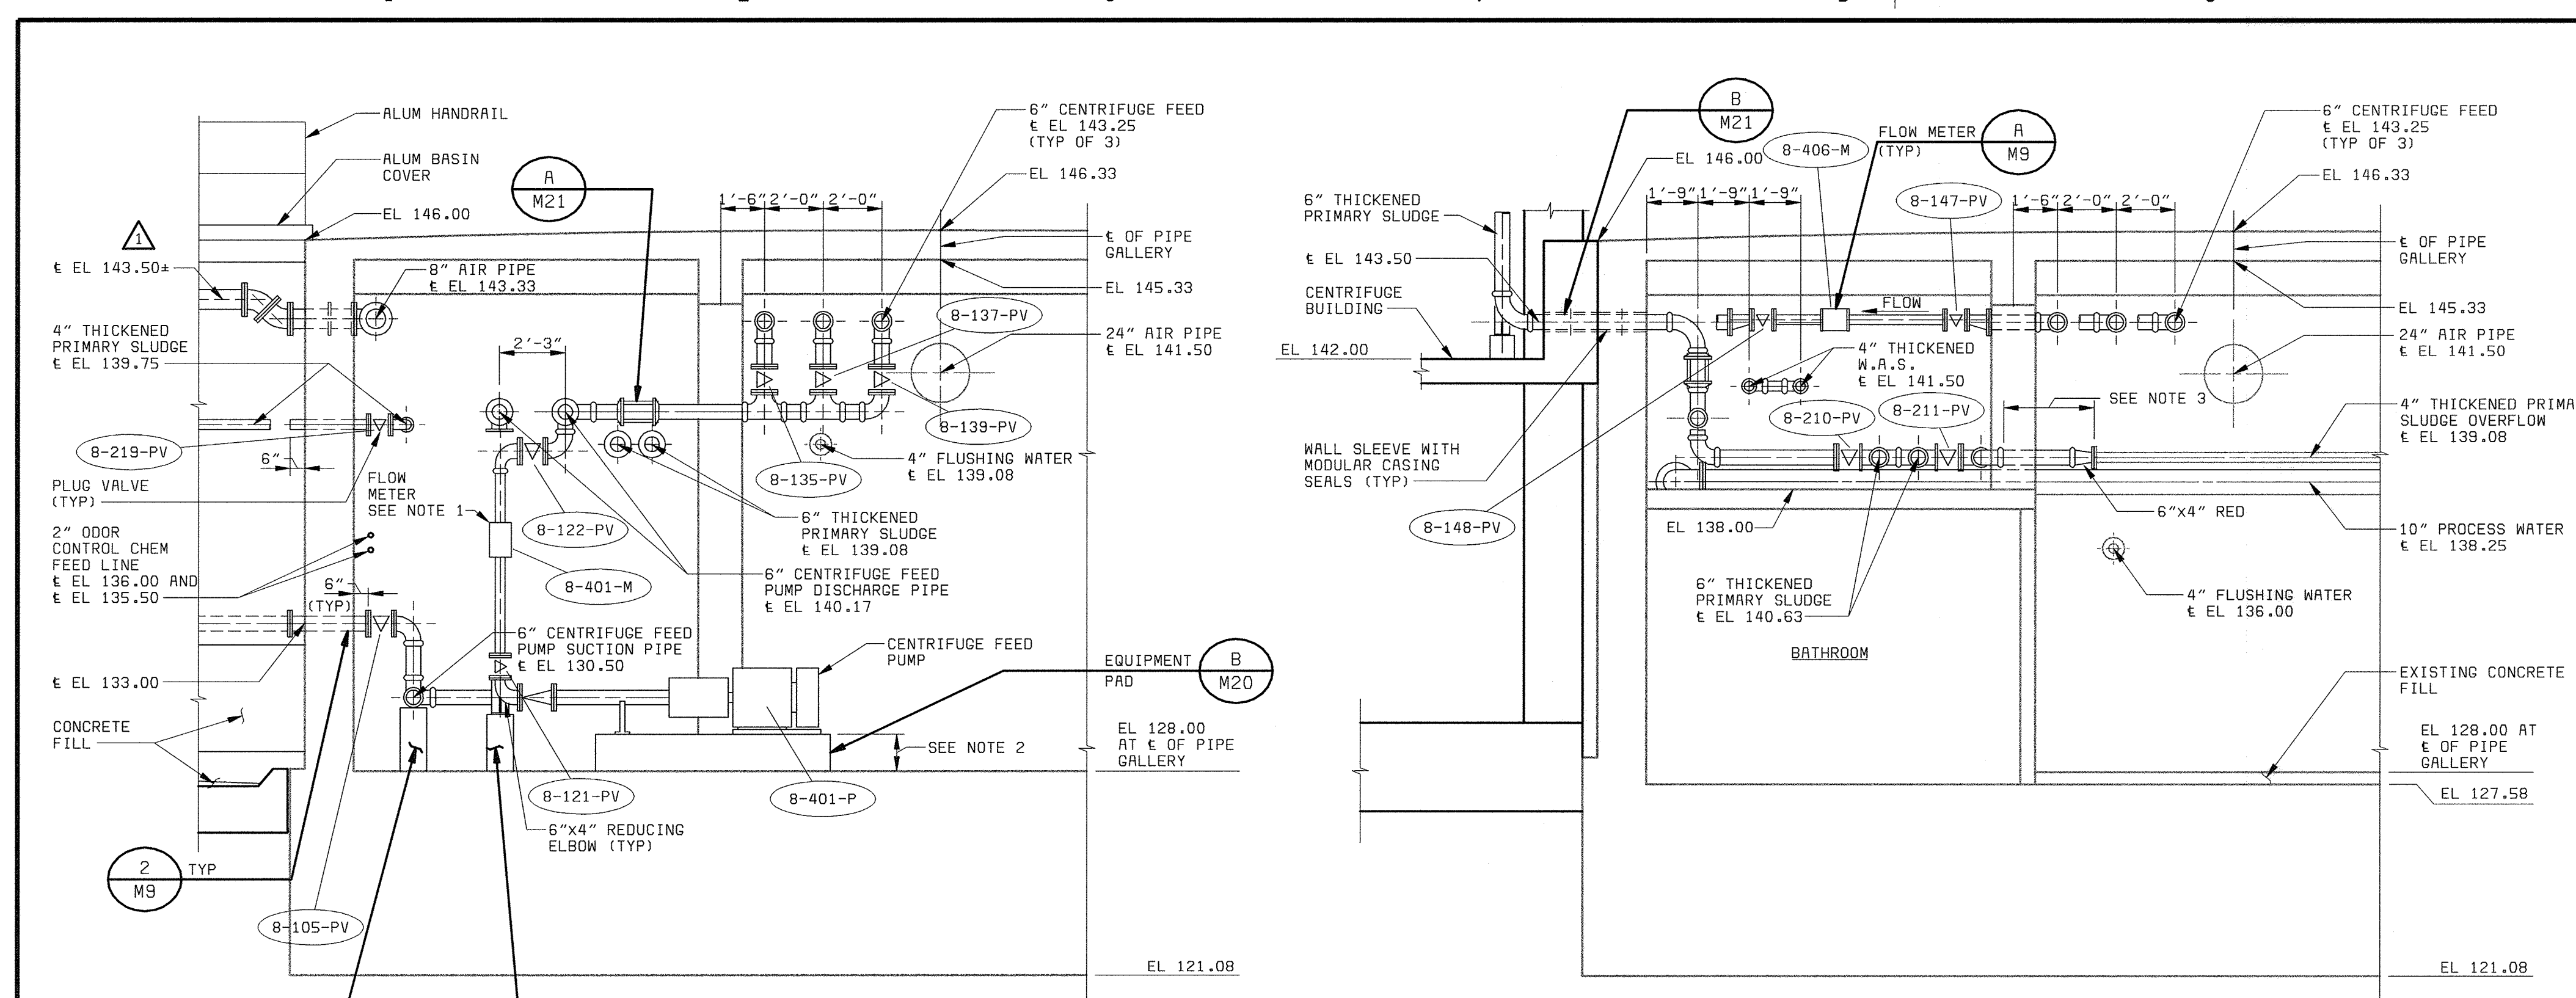 ALUM HANDRAIL
ALUM BASIN
COVER
A
M21
6" CENTRIFUGE FEED
℄ EL 143.25
(TYP OF 3)
EL 146.33
1'-6" 2'-0" 2'-0"
EL 146.00
1
℄ EL 143.50±
8" AIR PIPE
℄ EL 143.33
℄ OF PIPE
GALLERY
EL 145.33
8-137-PV
24" AIR PIPE
℄ EL 141.50
4" THICKENED
PRIMARY SLUDGE
℄ EL 139.75
2'-3"
8-139-PV
8-219-PV
6"
4" FLUSHING WATER
℄ EL 139.08
8-135-PV
PLUG VALVE
(TYP)
FLOW
METER
SEE NOTE 1
8-122-PV
6" THICKENED
PRIMARY SLUDGE
℄ EL 139.08
2" ODOR
CONTROL CHEM
FEED LINE
℄ EL 136.00 AND
℄ EL 135.50
6"
(TYP)
8-401-M
6" CENTRIFUGE FEED
PUMP DISCHARGE PIPE
℄ EL 140.17
6" CENTRIFUGE FEED
PUMP SUCTION PIPE
℄ EL 130.50
CENTRIFUGE FEED
PUMP
EQUIPMENT
PAD
B
M20
℄ EL 133.00
CONCRETE
FILL
EL 128.00
AT ℄ OF PIPE
GALLERY
SEE NOTE 2
8-121-PV
8-401-P
6"x4" REDUCING
ELBOW (TYP)
2
M9
TYP
8-105-PV
EL 121.08
B
M21
EL 146.00
8-406-M
FLOW METER
(TYP)
A
M9
6" CENTRIFUGE FEED
℄ EL 143.25
(TYP OF 3)
EL 146.33
6" THICKENED
PRIMARY SLUDGE
1'-9" 1'-9" 1'-9"
8-147-PV
1'-6" 2'-0" 2'-0"
℄ OF PIPE
GALLERY
℄ EL 143.50
CENTRIFUGE
BUILDING
FLOW
EL 145.33
24" AIR PIPE
℄ EL 141.50
EL 142.00
4" THICKENED
W.A.S.
℄ EL 141.50
SEE NOTE 3
8-210-PV
8-211-PV
4" THICKENED PRIMA
SLUDGE OVERFLOW
℄ EL 139.08
WALL SLEEVE WITH
MODULAR CASING
SEALS (TYP)
8-148-PV
EL 138.00
6"x4" RED
10" PROCESS WATER
℄ EL 138.25
6" THICKENED
PRIMARY SLUDGE
℄ EL 140.63
4" FLUSHING WATER
℄ EL 136.00
BATHROOM
EXISTING CONCRETE
FILL
EL 128.00 AT
℄ OF PIPE
GALLERY
EL 127.58
EL 121.08